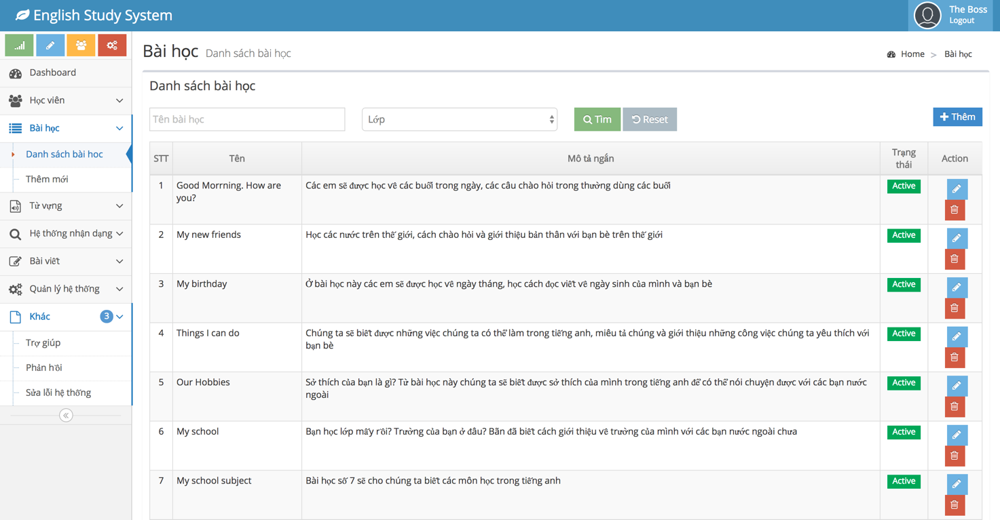 English Study System
The Boss
Logout
Dashboard
Học viên
Bài học
Danh sách bài hoc
Thêm mới
Từ vựng
Hệ thống nhận dạng
Bài viết
Quản lý hệ thống
Khác 3
Trợ giúp
Phản hồi
Sửa lỗi hệ thống
Bài học Danh sách bài học
Home > Bài học
Danh sách bài học
Tên bài học
Lớp
Tìm
Reset
Thêm
STT Tên Mô tả ngắn Trạng thái Action
1 Good Morrning. How are you? Các em sẽ được học về các buổi trong ngày, các câu chào hỏi trong thường dùng các buổi Active
2 My new friends Học các nước trên thế giới, cách chào hỏi và giới thiệu bản thân với bạn bè trên thế giới Active
3 My birthday Ở bài học này các em sẽ được học về ngày tháng, học cách đọc viết về ngày sinh của mình và bạn bè Active
4 Things I can do Chúng ta sẽ biết được những việc chúng ta có thể làm trong tiếng anh, miêu tả chúng và giới thiệu những công việc chúng ta yêu thích với bạn bè Active
5 Our Hobbies Sở thích của bạn là gì? Từ bài học này chúng ta sẽ biết được sở thích của mình trong tiếng anh để có thể nói chuyện được với các bạn nước ngoài Active
6 My school Bạn học lớp mấy rồi? Trường của bạn ở đâu? Bãn đã biết cách giới thiệu về trường của mình với các bạn nước ngoài chưa Active
7 My school subject Bài học số 7 sẽ cho chúng ta biết các môn học trong tiếng anh Active